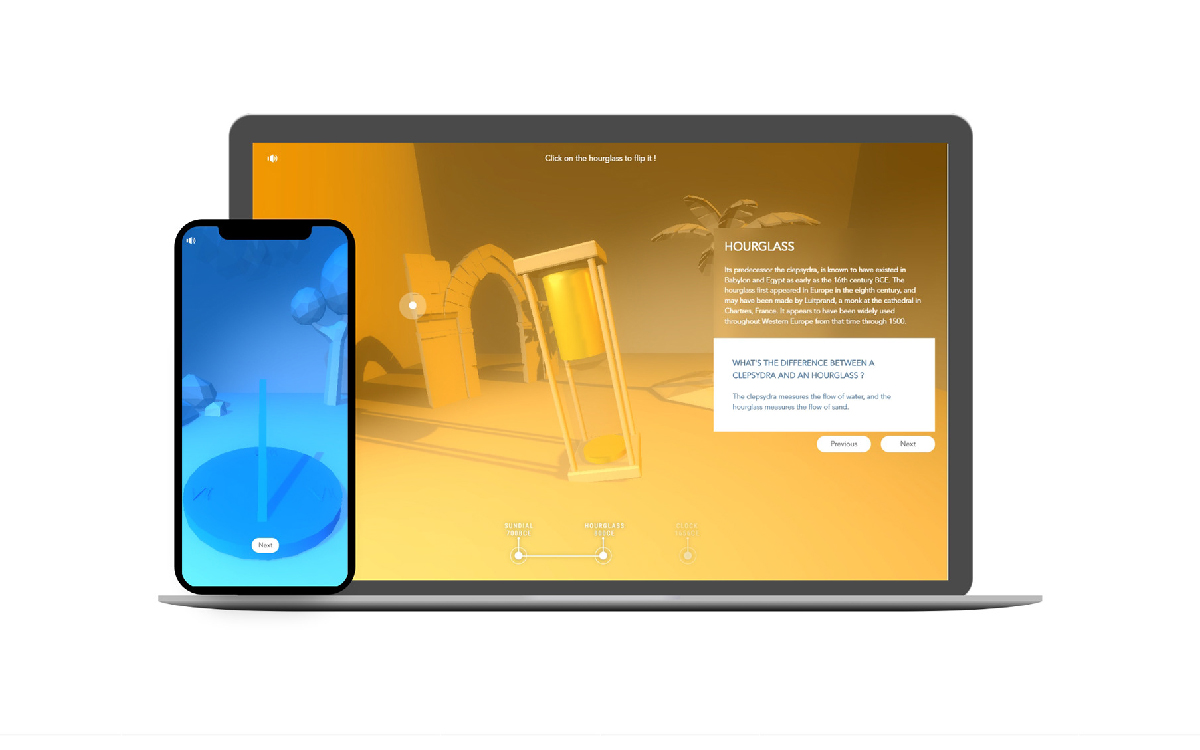 Click on the hourglass to flip it !
HOURGLASS
Its predecessor the clepsydra, is known to have existed in
Babylon and Egypt as early as the 16th century BCE. The
hourglass first appeared in Europe in the eighth century, and
may have been made by Luitprand, a monk at the cathedral in
Chartres, France. It appears to have been widely used
throughout Western Europe from that time through 1500.
WHAT'S THE DIFFERENCE BETWEEN A
CLEPSYDRA AND AN HOURGLASS ?
The clepsydra measures the flow of water, and the
hourglass measures the flow of sand.
Previous
Next
SUNDIAL
HOURGLASS
CLOCK
Next